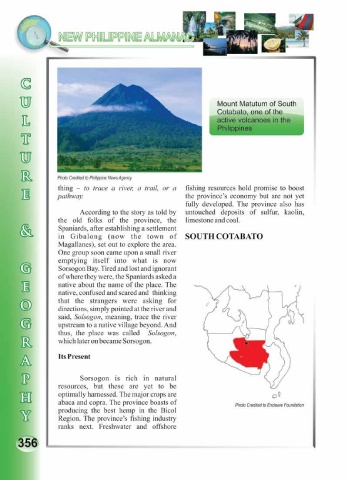 NEW PHILIPPINE ALMANAC
CULTURE
&
GEOGRAPHY
Mount Matutum of South
Cotabato, one of the
active volcanoes in the
Philippines
Photo Credited to Philippine News Agency
thing – to trace a river, a trail, or a
pathway.
According to the story as told by
the old folks of the province, the
Spaniards, after establishing a settlement
in Gibalong (now the town of
Magallanes), set out to explore the area.
One group soon came upon a small river
emptying itself into what is now
Sorsogon Bay. Tired and lost and ignorant
of where they were, the Spaniards asked a
native about the name of the place. The
native, confused and scared and thinking
that the strangers were asking for
directions, simply pointed at the river and
said, Solsogon, meaning, trace the river
upstream to a native village beyond. And
thus, the place was called Solsogon,
which later on became Sorsogon.
Its Present
Sorsogon is rich in natural
resources, but these are yet to be
optimally harnessed. The major crops are
abaca and copra. The province boasts of
producing the best hemp in the Bicol
Region. The province's fishing industry
ranks next. Freshwater and offshore
fishing resources hold promise to boost
the province's economy but are not yet
fully developed. The province also has
untouched deposits of sulfur, kaolin,
limestone and coal.
SOUTH COTABATO
Photo Credited to Enclaves Foundation
356